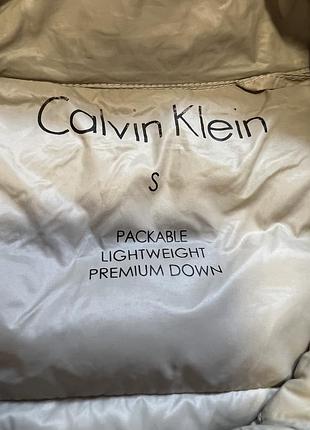 Calvin Klein
S
PACKABLE
LIGHTWEIGHT
PREMIUM DOWN